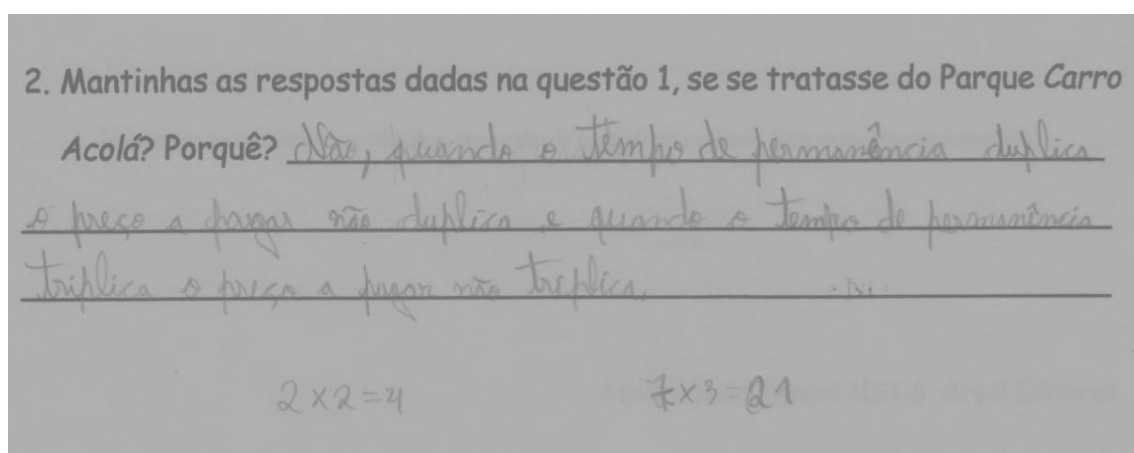 2. Mantinhas as respostas dadas na questão 1, se se tratasse do Parque Carro
Acolá? Porquê? Não, quando o tempo de permanência duplica
o preço a pagar não duplica e quando o tempo de permanência
triplica o preço a pagar não triplica.
2×2=4 7×3=21